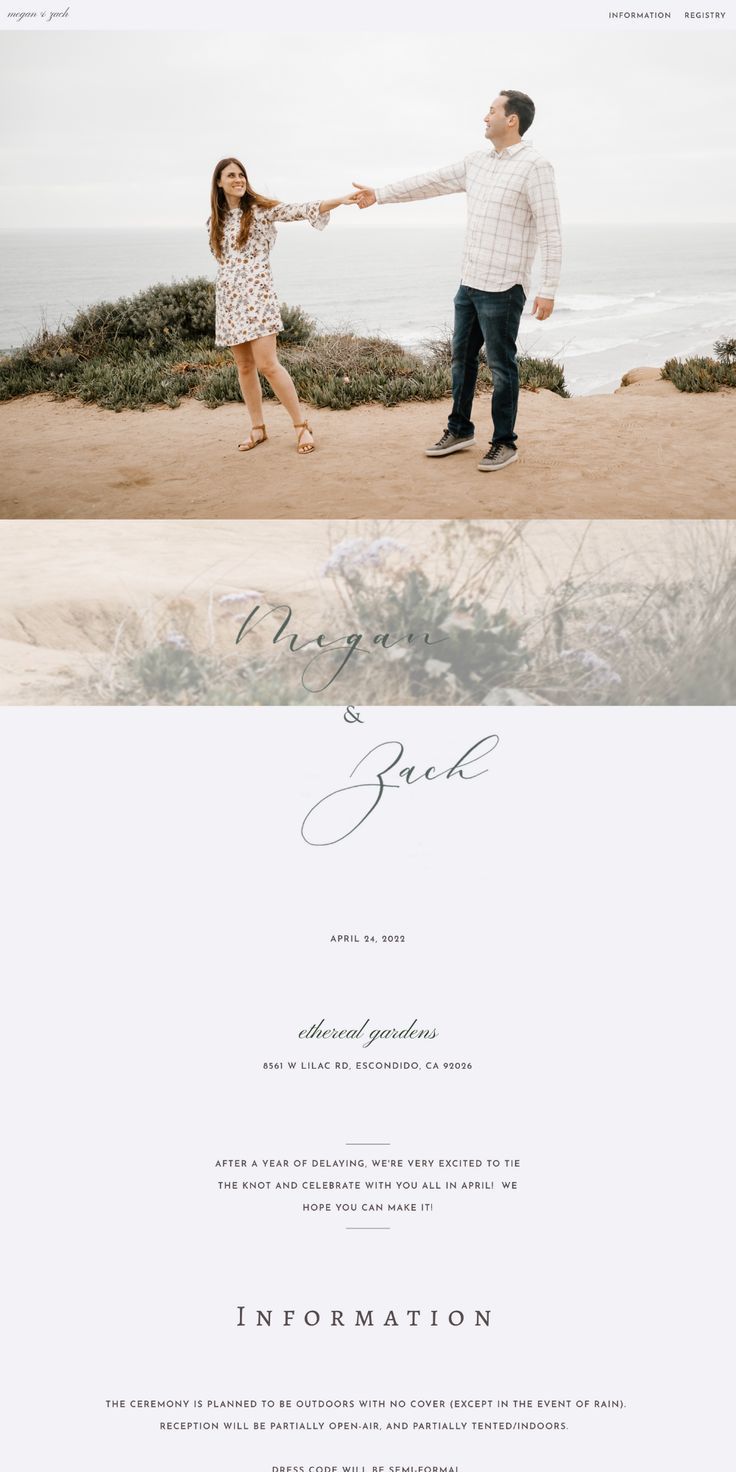 megan & zach
INFORMATION REGISTRY
Megan
&
Zach
APRIL 24, 2022
ethereal gardens
8561 W LILAC RD, ESCONDIDO, CA 92026
AFTER A YEAR OF DELAYING, WE'RE VERY EXCITED TO TIE
THE KNOT AND CELEBRATE WITH YOU ALL IN APRIL!  WE
HOPE YOU CAN MAKE IT!
INFORMATION
THE CEREMONY IS PLANNED TO BE OUTDOORS WITH NO COVER (EXCEPT IN THE EVENT OF RAIN).
RECEPTION WILL BE PARTIALLY OPEN-AIR, AND PARTIALLY TENTED/INDOORS.
DRESS CODE WILL BE SEMI-FORMAL